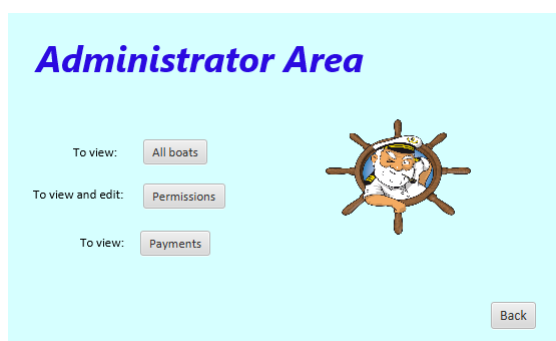 Administrator Area
To view: All boats
To view and edit: Permissions
To view: Payments
Back